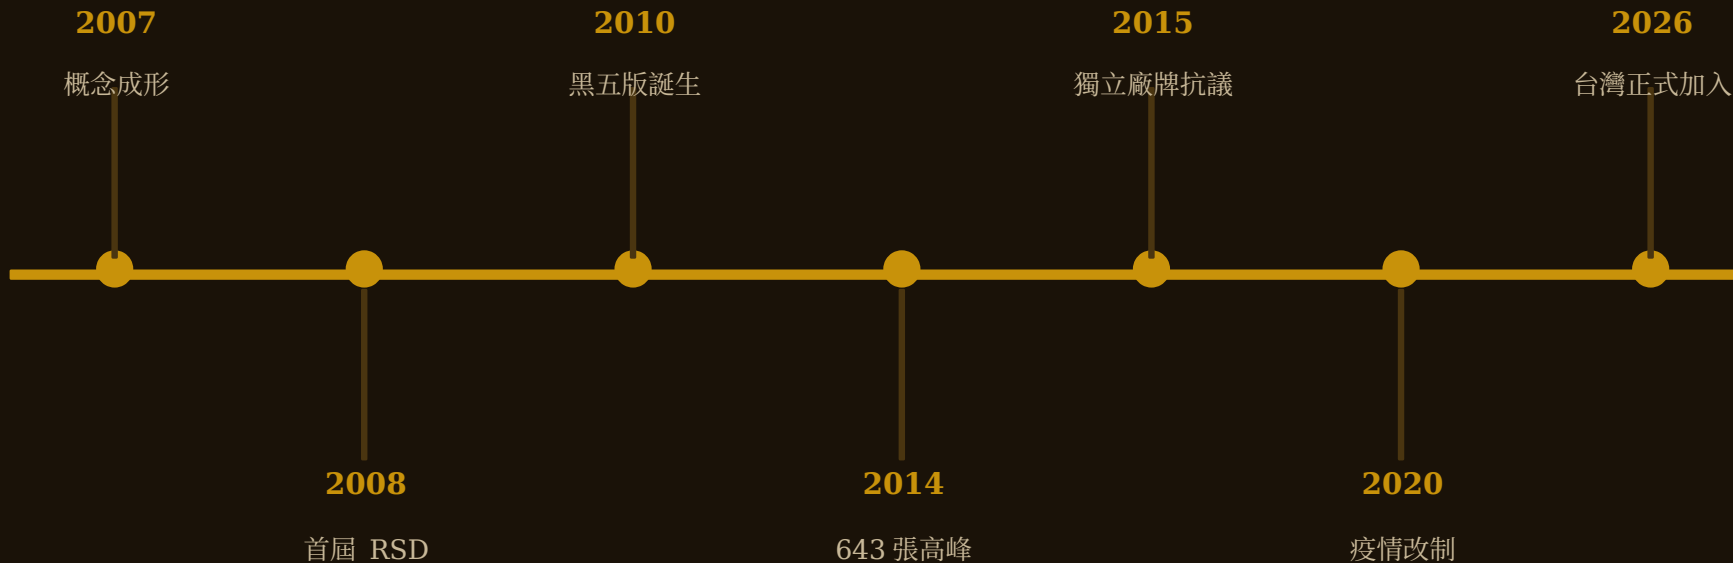 2007
概念成形
2008
首屆 RSD
2010
黑五版誕生
2014
643 張高峰
2015
獨立廠牌抗議
2020
疫情改制
2026
台灣正式加入